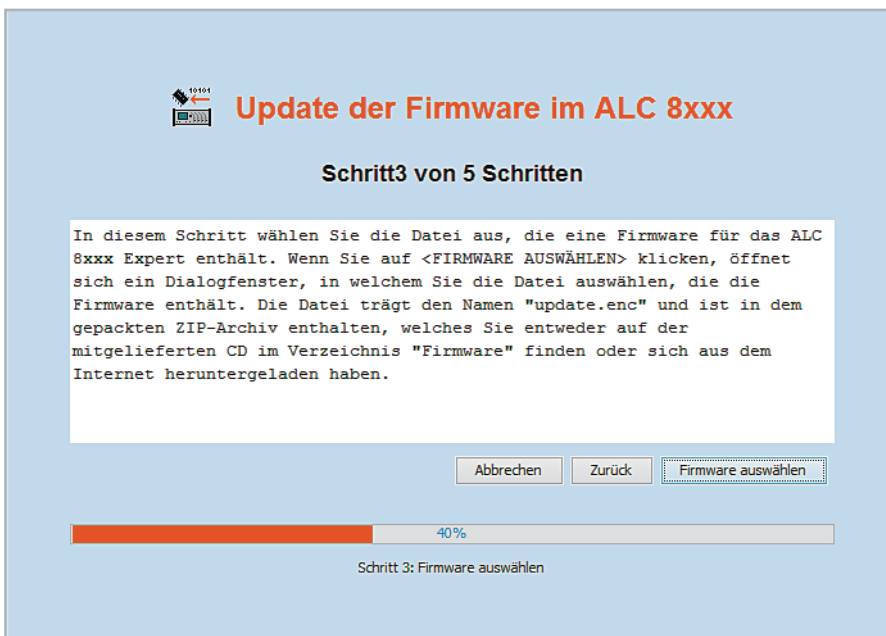 10101
Update der Firmware im ALC 8xxx
Schritt3 von 5 Schritten
In diesem Schritt wählen Sie die Datei aus, die eine Firmware für das ALC
8xxx Expert enthält. Wenn Sie auf <FIRMWARE AUSWÄHLEN> klicken, öffnet
sich ein Dialogfenster, in welchem Sie die Datei auswählen, die die
Firmware enthält. Die Datei trägt den Namen "update.enc" und ist in dem
gepackten ZIP-Archiv enthalten, welches Sie entweder auf der
mitgelieferten CD im Verzeichnis "Firmware" finden oder sich aus dem
Internet heruntergeladen haben.
Abbrechen Zurück Firmware auswählen
40%
Schritt 3: Firmware auswählen